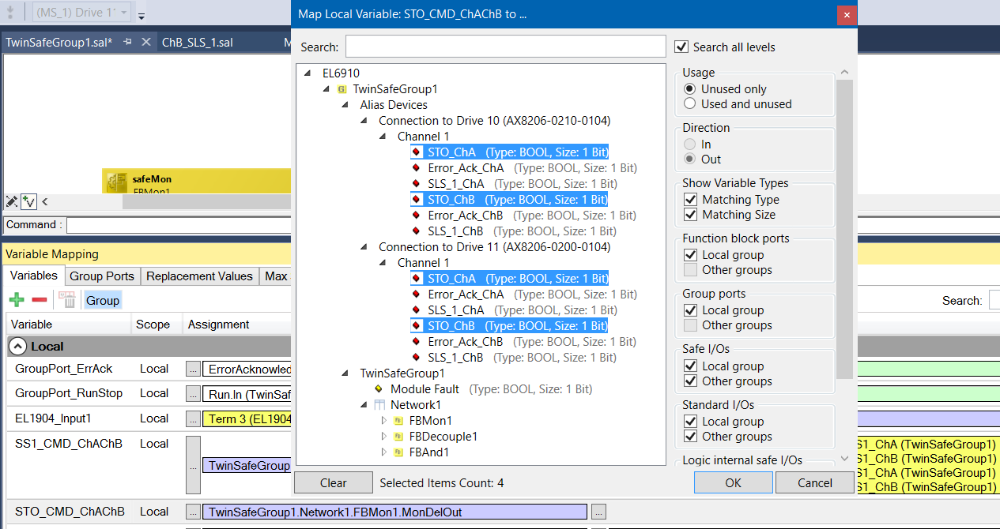 (MS_1) Drive 1
Map Local Variable: STO_CMD_ChAChB to ...
TwinSafeGroup1.sal*
ChB_SLS_1.sal
M
Search:
Search all levels
EL6910
TwinSafeGroup1
Alias Devices
Connection to Drive 10 (AX8206-0210-0104)
Channel 1
STO_ChA (Type: BOOL, Size: 1 Bit)
Error_Ack_ChA (Type: BOOL, Size: 1 Bit)
SLS_1_ChA (Type: BOOL, Size: 1 Bit)
STO_ChB (Type: BOOL, Size: 1 Bit)
Error_Ack_ChB (Type: BOOL, Size: 1 Bit)
SLS_1_ChB (Type: BOOL, Size: 1 Bit)
Connection to Drive 11 (AX8206-0200-0104)
Channel 1
STO_ChA (Type: BOOL, Size: 1 Bit)
Error_Ack_ChA (Type: BOOL, Size: 1 Bit)
SLS_1_ChA (Type: BOOL, Size: 1 Bit)
STO_ChB (Type: BOOL, Size: 1 Bit)
Error_Ack_ChB (Type: BOOL, Size: 1 Bit)
SLS_1_ChB (Type: BOOL, Size: 1 Bit)
TwinSafeGroup1
Module Fault (Type: BOOL, Size: 1 Bit)
Network1
FBMon1
FBDecouple1
FBAnd1
Usage
Unused only
Used and unused
Direction
In
Out
Show Variable Types
Matching Type
Matching Size
Function block ports
Local group
Other groups
Group ports
Local group
Other groups
Safe I/Os
Local group
Other groups
Standard I/Os
Local group
Other groups
Logic internal safe I/Os
Clear
Selected Items Count: 4
OK
Cancel
safeMon
FBMon1
Command :
Variable Mapping
Variables
Group Ports
Replacement Values
Max
Group
Search:
Variable
Scope
Assignment
Local
GroupPort_ErrAck Local ... ErrorAcknowled
GroupPort_RunStop Local ... Run.In (TwinSaf
EL1904_Input1 Local ... Term 3 (EL1904
SS1_CMD_ChAChB Local ... TwinSafeGroup
S1_ChA (TwinSafeGroup1)
S1_ChB (TwinSafeGroup1)
S1_ChA (TwinSafeGroup1)
S1_ChB (TwinSafeGroup1)
STO_CMD_ChAChB Local ... TwinSafeGroup1.Network1.FBMon1.MonDelOut ...